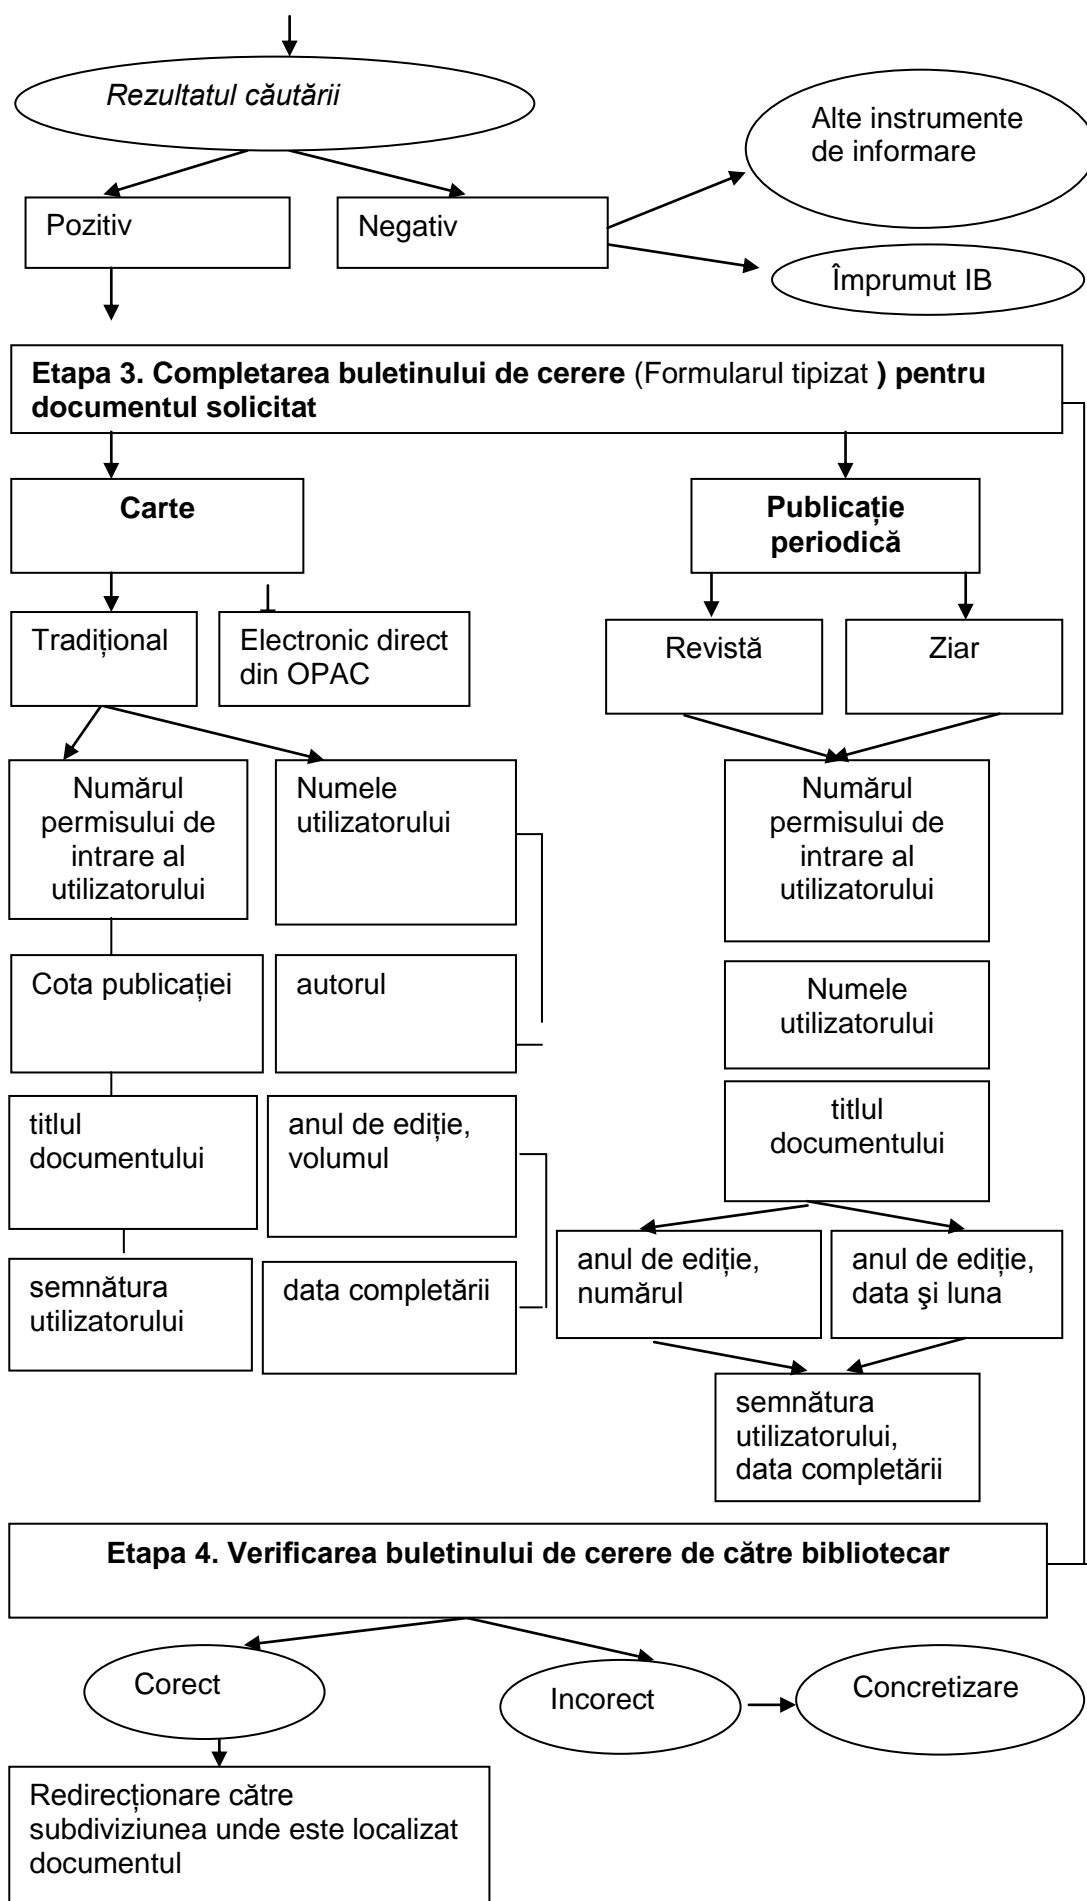 Rezultatul căutării
Alte instrumente
de informare
Pozitiv
Negativ
Împrumut IB
Etapa 3. Completarea buletinului de cerere (Formularul tipizat ) pentru
documentul solicitat
Carte
Publicație
periodică
Tradițional
Electronic direct
din OPAC
Revistă
Ziar
Numărul
permisului de
intrare al
utilizatorului
Numele
utilizatorului
Numărul
permisului de
intrare al
utilizatorului
Cota publicației
autorul
Numele
utilizatorului
titlul
documentului
anul de ediție,
volumul
titlul
documentului
semnătura
utilizatorului
data completării
anul de ediție,
numărul
anul de ediție,
data şi luna
semnătura
utilizatorului,
data completării
Etapa 4. Verificarea buletinului de cerere de către bibliotecar
Corect
Incorect
Concretizare
Redirecționare către
subdiviziunea unde este localizat
documentul